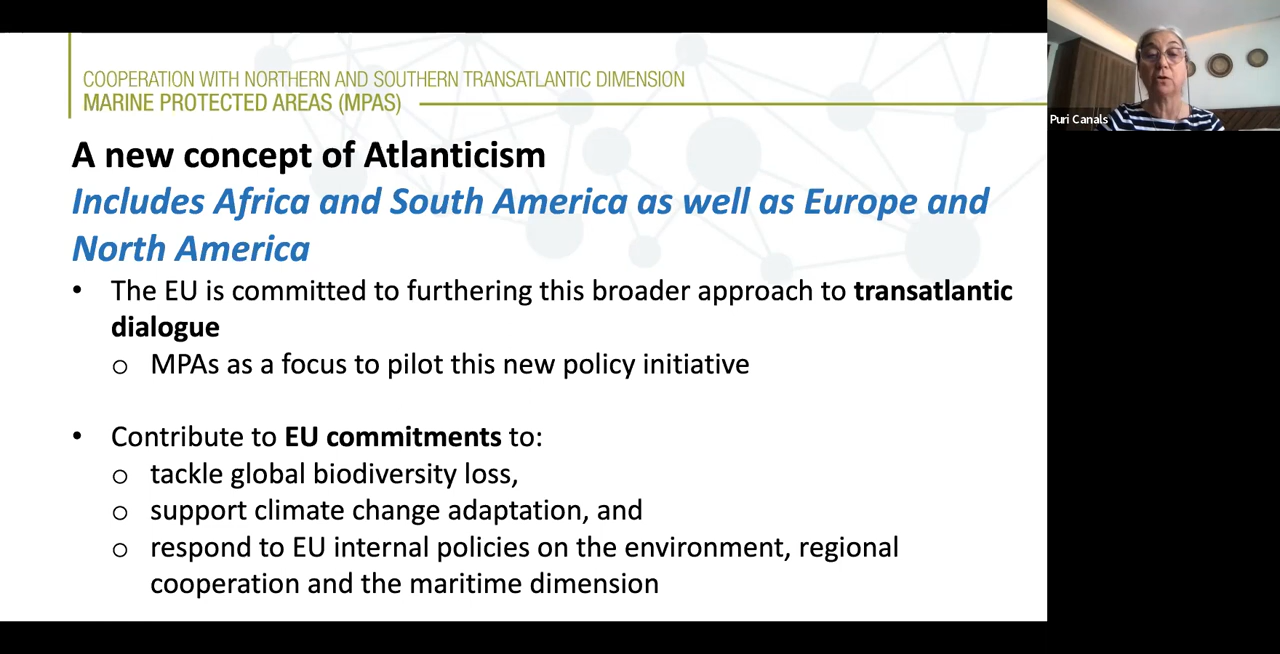 COOPERATION WITH NORTHERN AND SOUTHERN TRANSATLANTIC DIMENSION
MARINE PROTECTED AREAS (MPAS)
A new concept of Atlanticism
Includes Africa and South America as well as Europe and
North America
• The EU is committed to furthering this broader approach to transatlantic
dialogue
o MPAs as a focus to pilot this new policy initiative
• Contribute to EU commitments to:
o tackle global biodiversity loss,
o support climate change adaptation, and
o respond to EU internal policies on the environment, regional
cooperation and the maritime dimension
Puri Canals